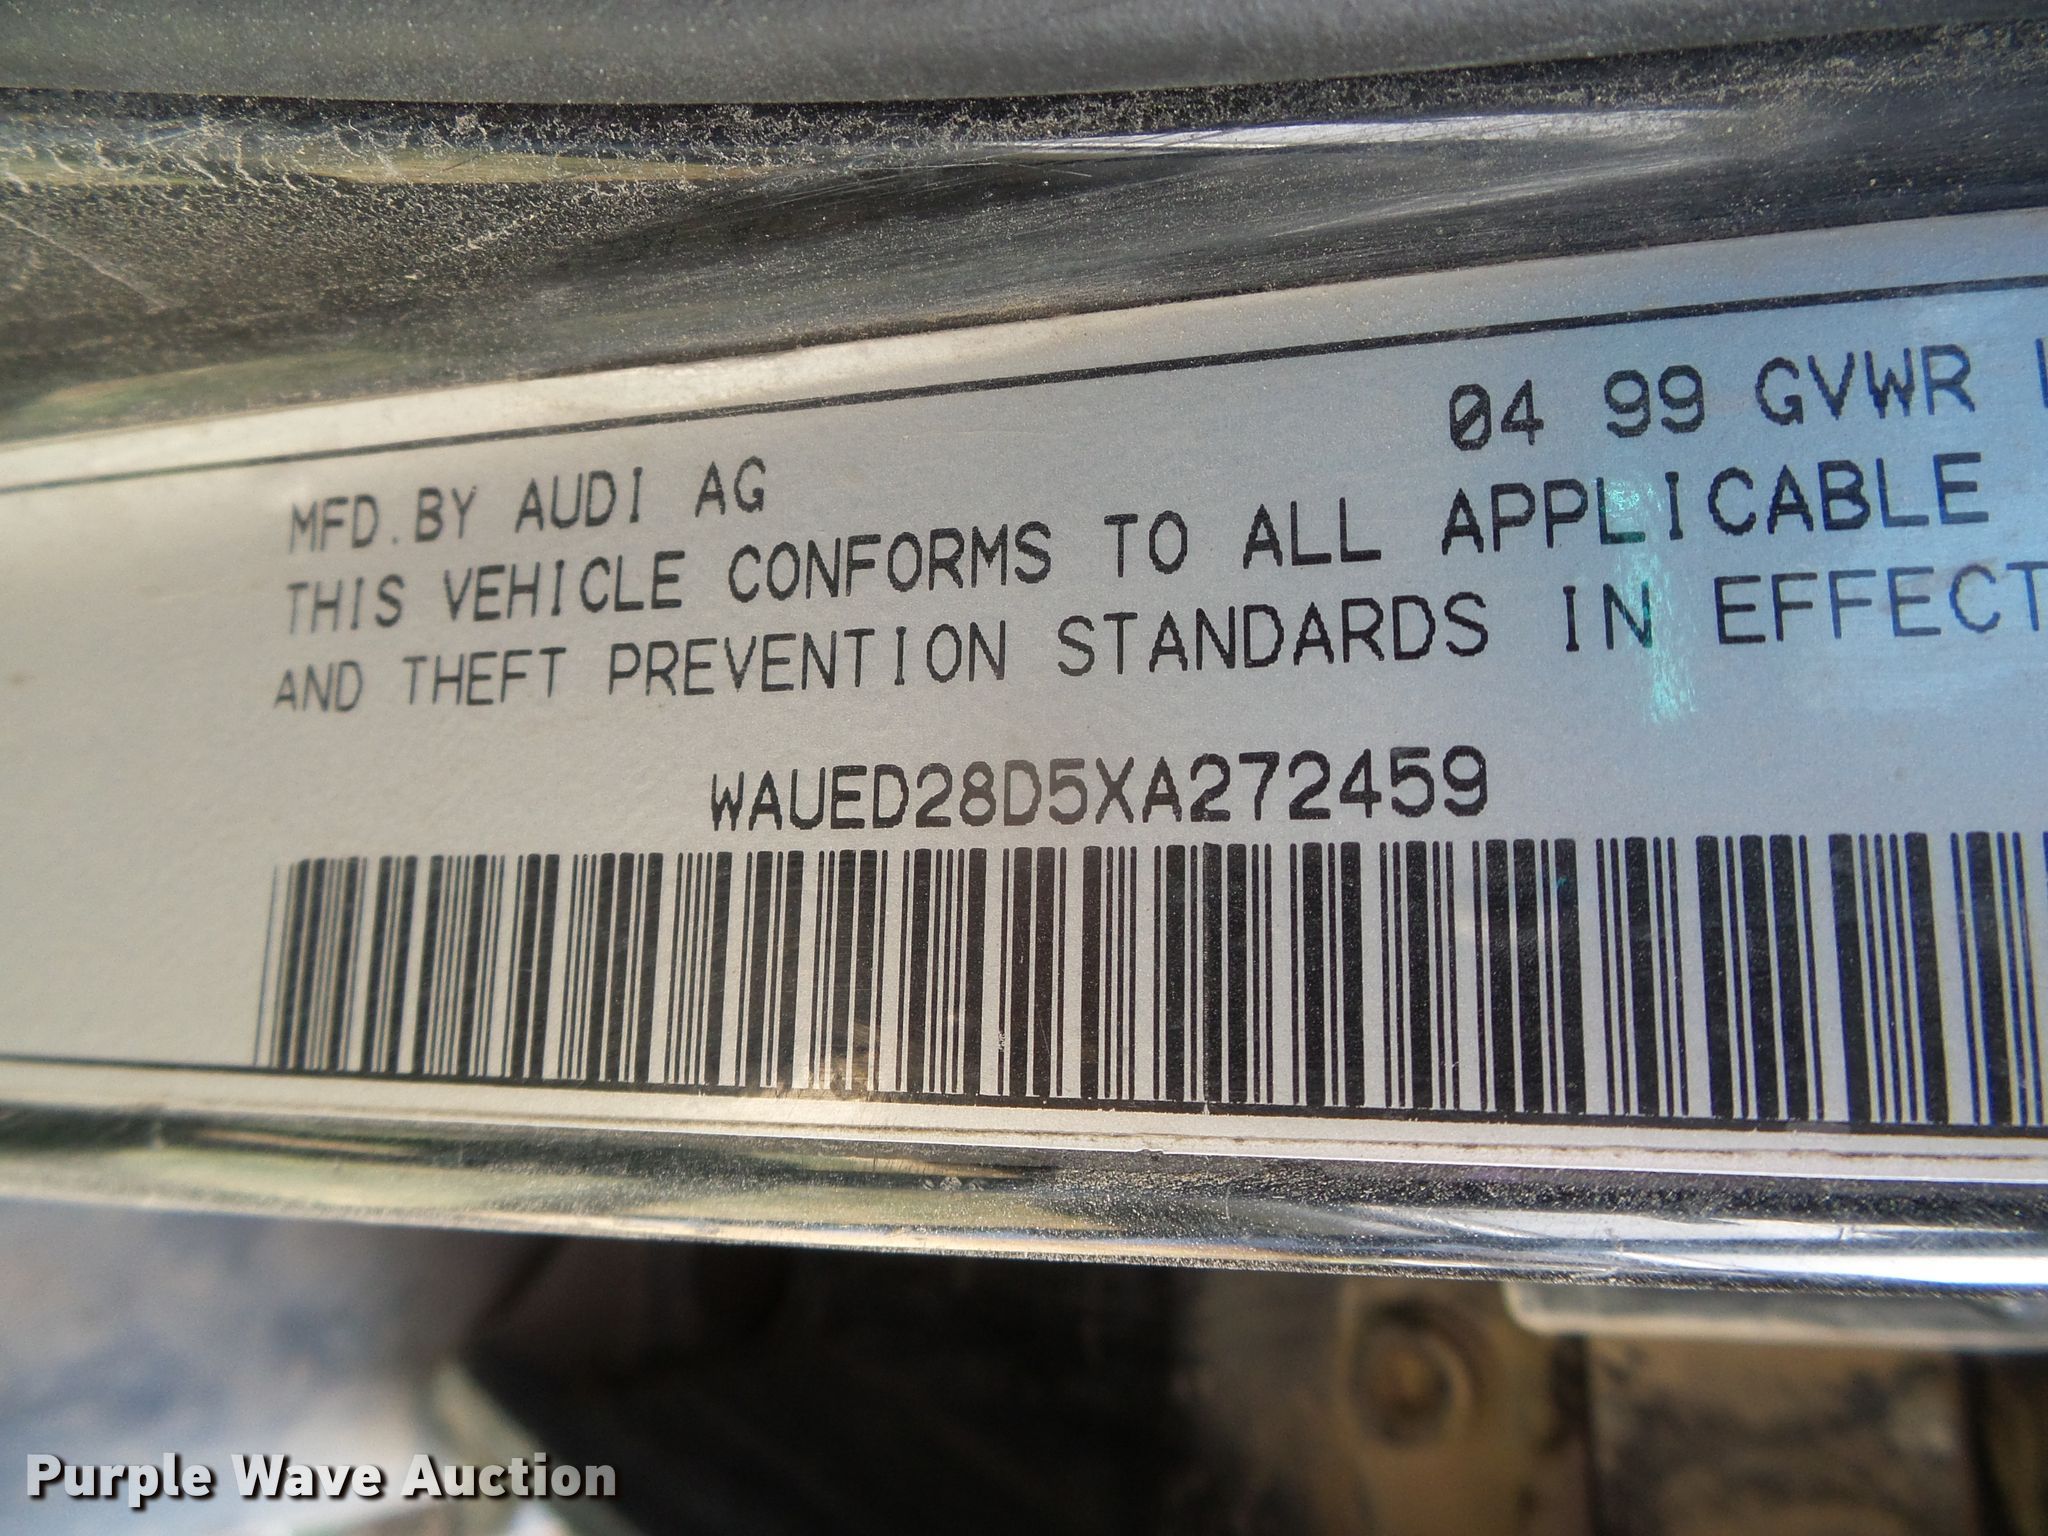 MFD.BY AUDI AG 04 99 GVWR
THIS VEHICLE CONFORMS TO ALL APPLICABLE
AND THEFT PREVENTION STANDARDS IN EFFECT
WAUED28D5XA272459
Purple Wave Auction